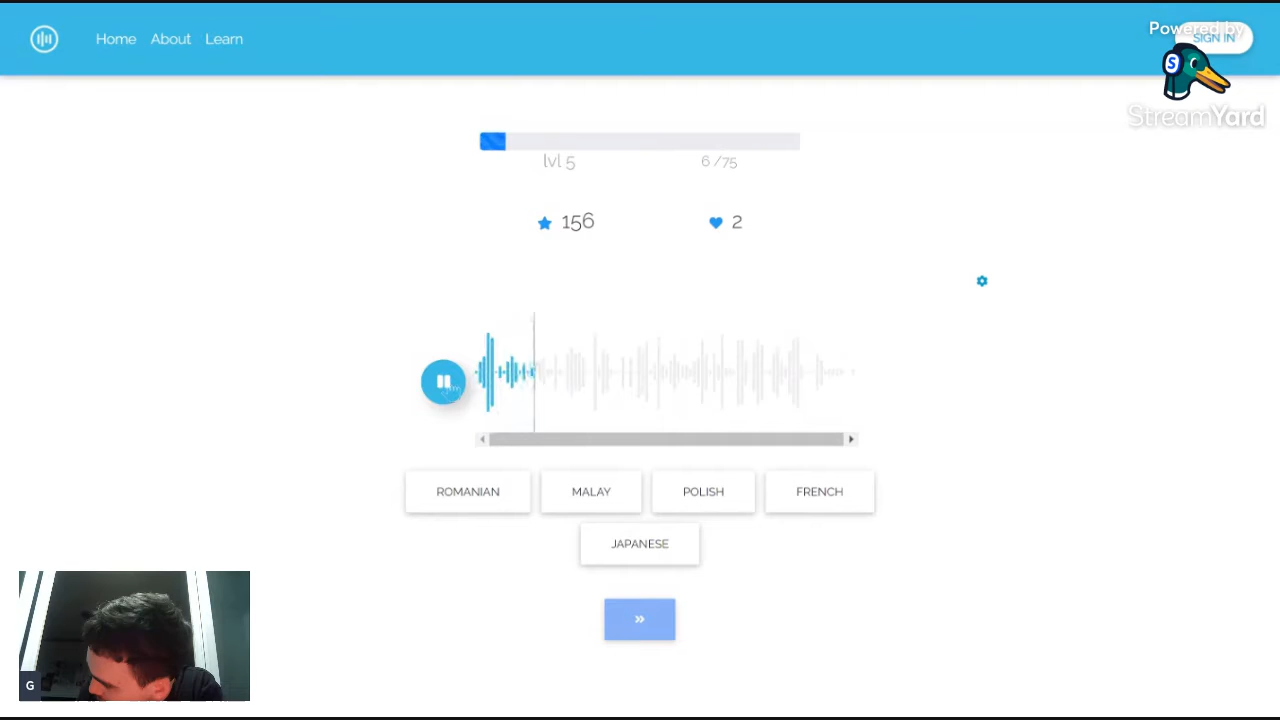 Home About Learn
Powered by
SIGN IN
S
StreamYard
lvl 5 6 /75
156 2
ROMANIAN MALAY POLISH FRENCH
JAPANESE
»
G